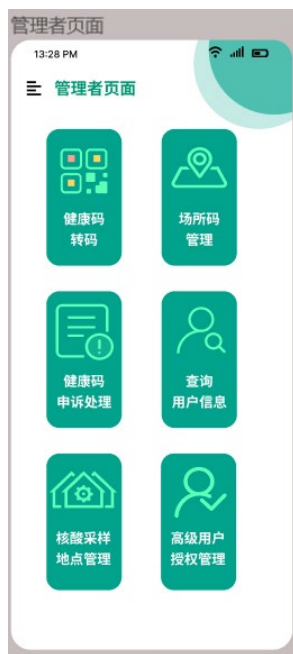 管理者页面
13:28 PM
管理者页面
健康码
转码
场所码
管理
健康码
申诉处理
查询
用户信息
核酸采样
地点管理
高级用户
授权管理